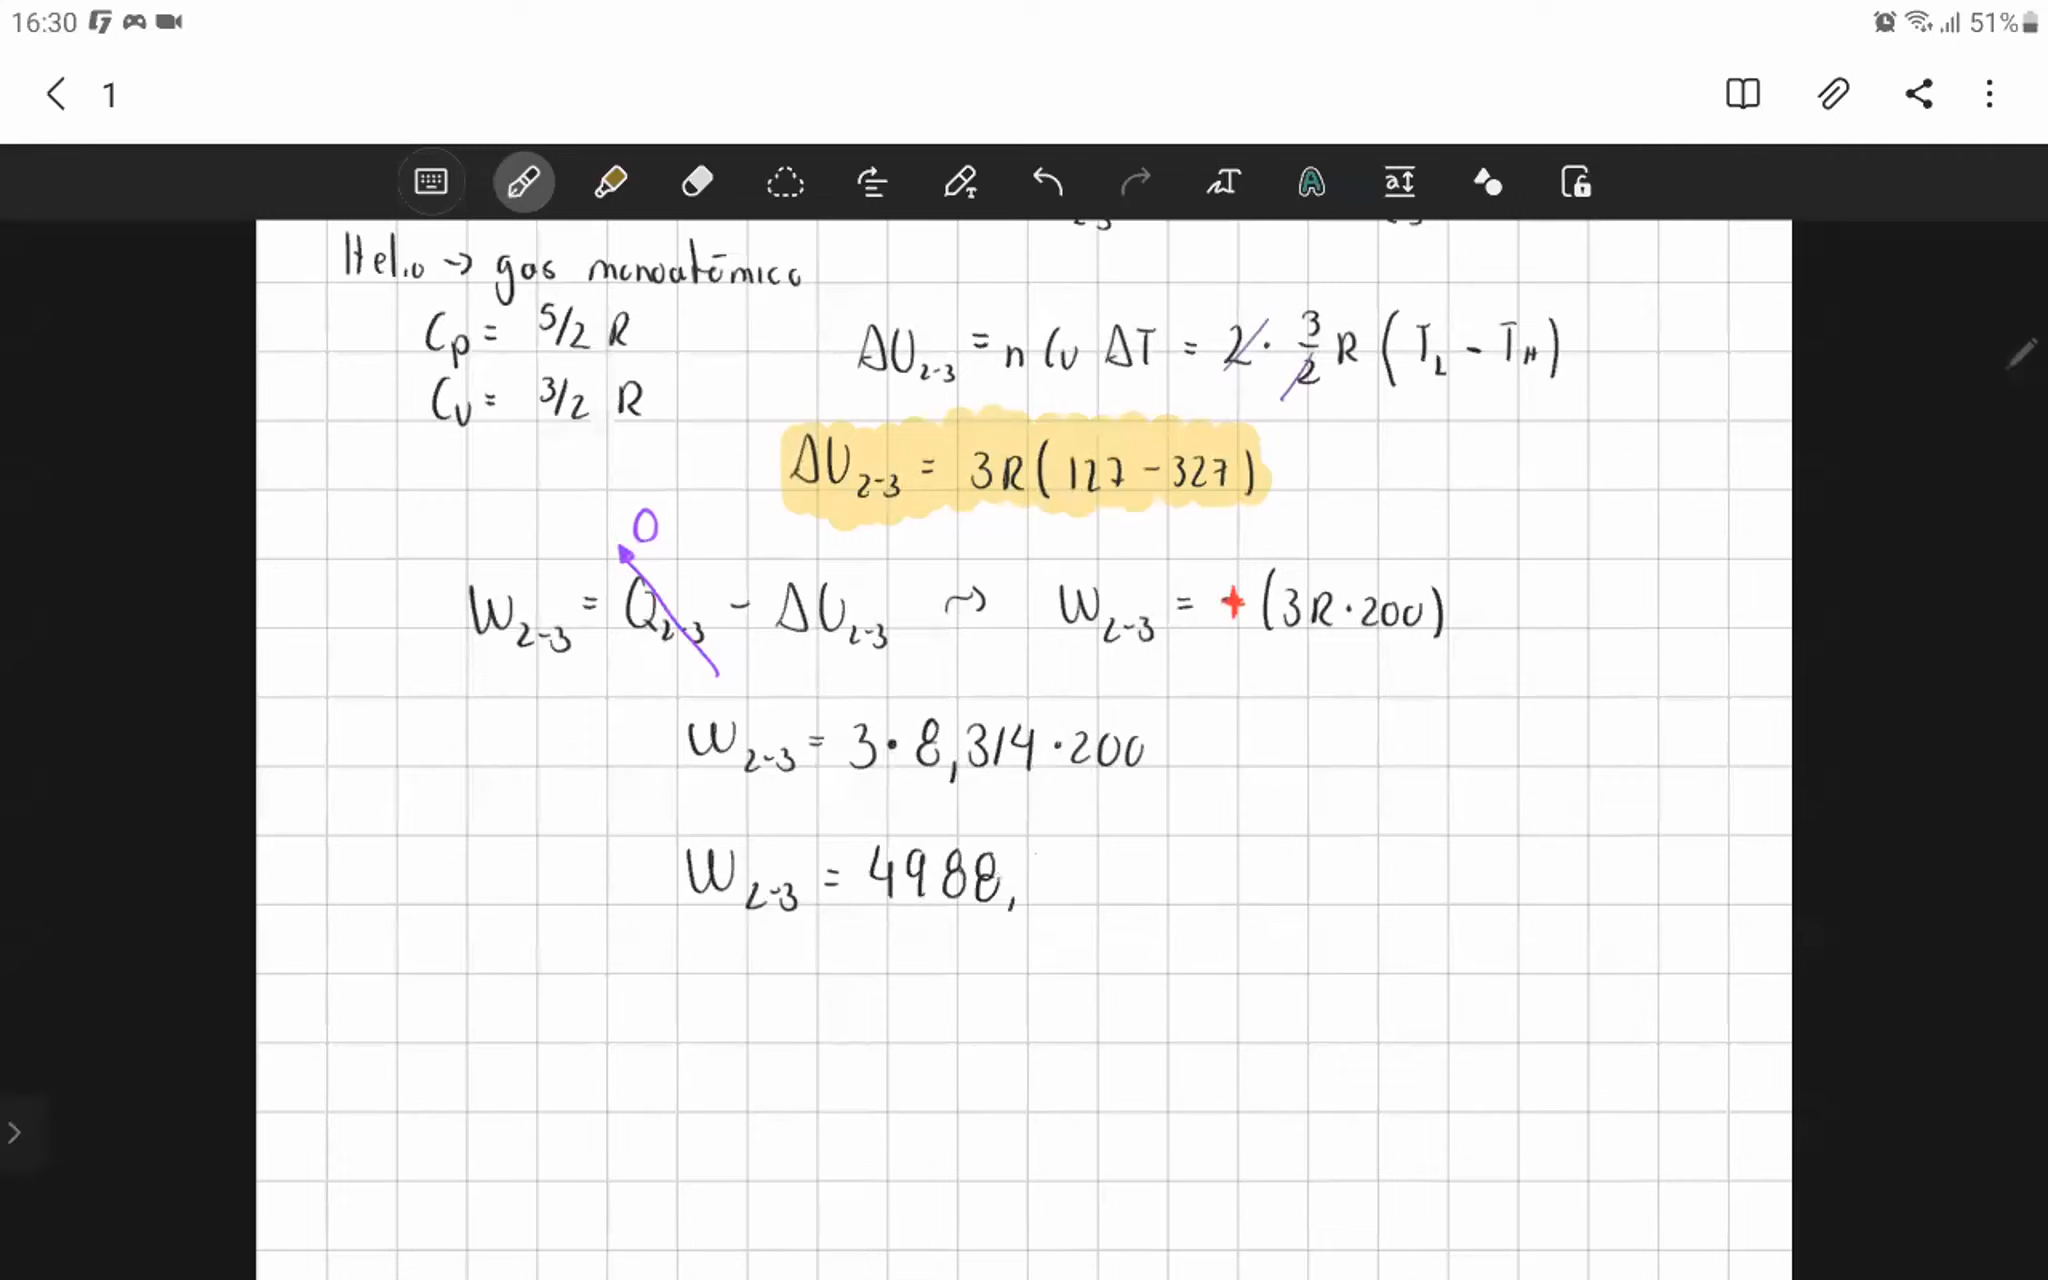 16:30 51%
1
Helio → gas monoatómico
Cp = 5/2 R
Cv = 3/2 R
ΔU2-3 = n Cv ΔT = 2 · 3/2 R (TL - TH)
ΔU2-3 = 3R(127 - 327)
0
W2-3 = Q2-3 - ΔU2-3 ⤳ W2-3 = + (3R · 200)
W2-3 = 3 · 8,314 · 200
W2-3 = 4988,